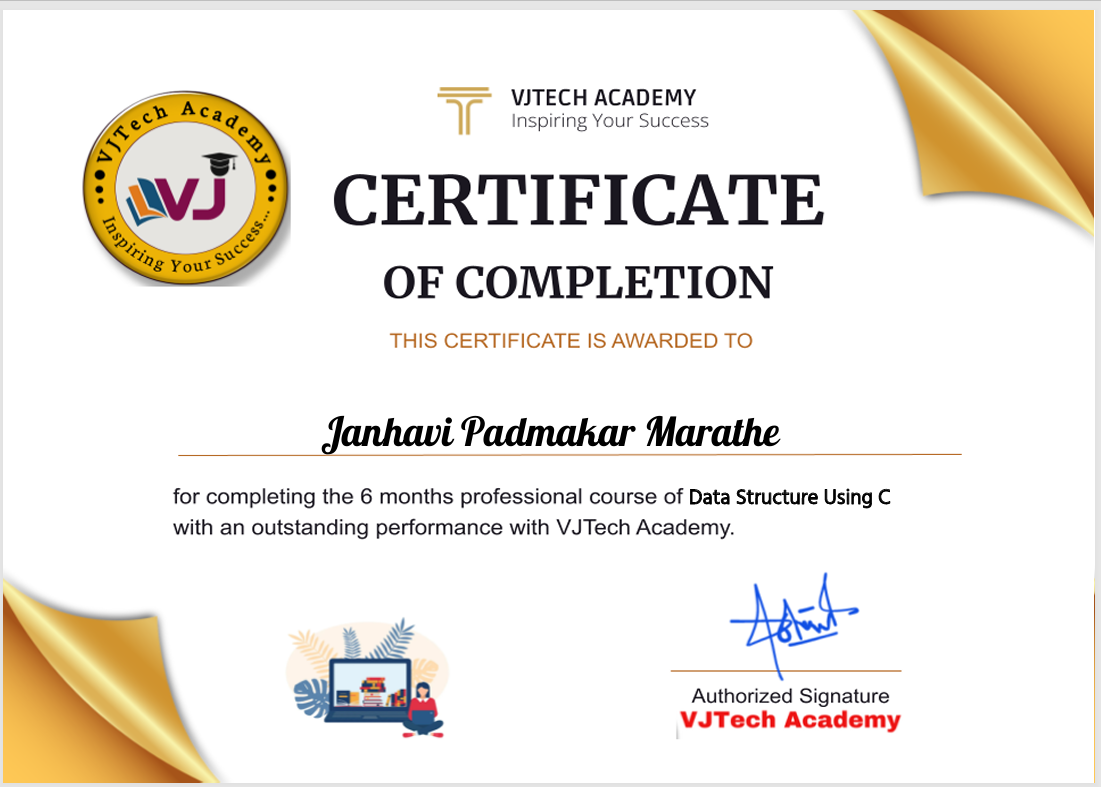 VJTech Academy
VJ
Inspiring Your Success...
VJTECH ACADEMY
Inspiring Your Success
CERTIFICATE
OF COMPLETION
THIS CERTIFICATE IS AWARDED TO
Janhavi Padmakar Marathe
for completing the 6 months professional course of Data Structure Using C
with an outstanding performance with VJTech Academy.
Authorized Signature
VJTech Academy